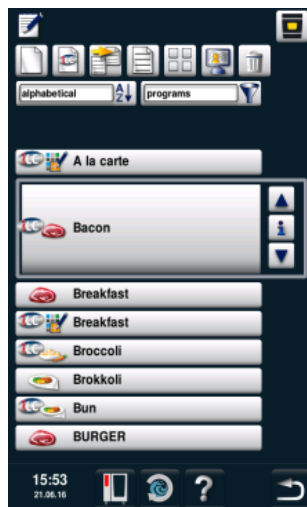 alphabetical A Z programs
A la carte
Bacon
i
Breakfast
Breakfast
Broccoli
Brokkoli
Bun
BURGER
15:53
21.06.16
?